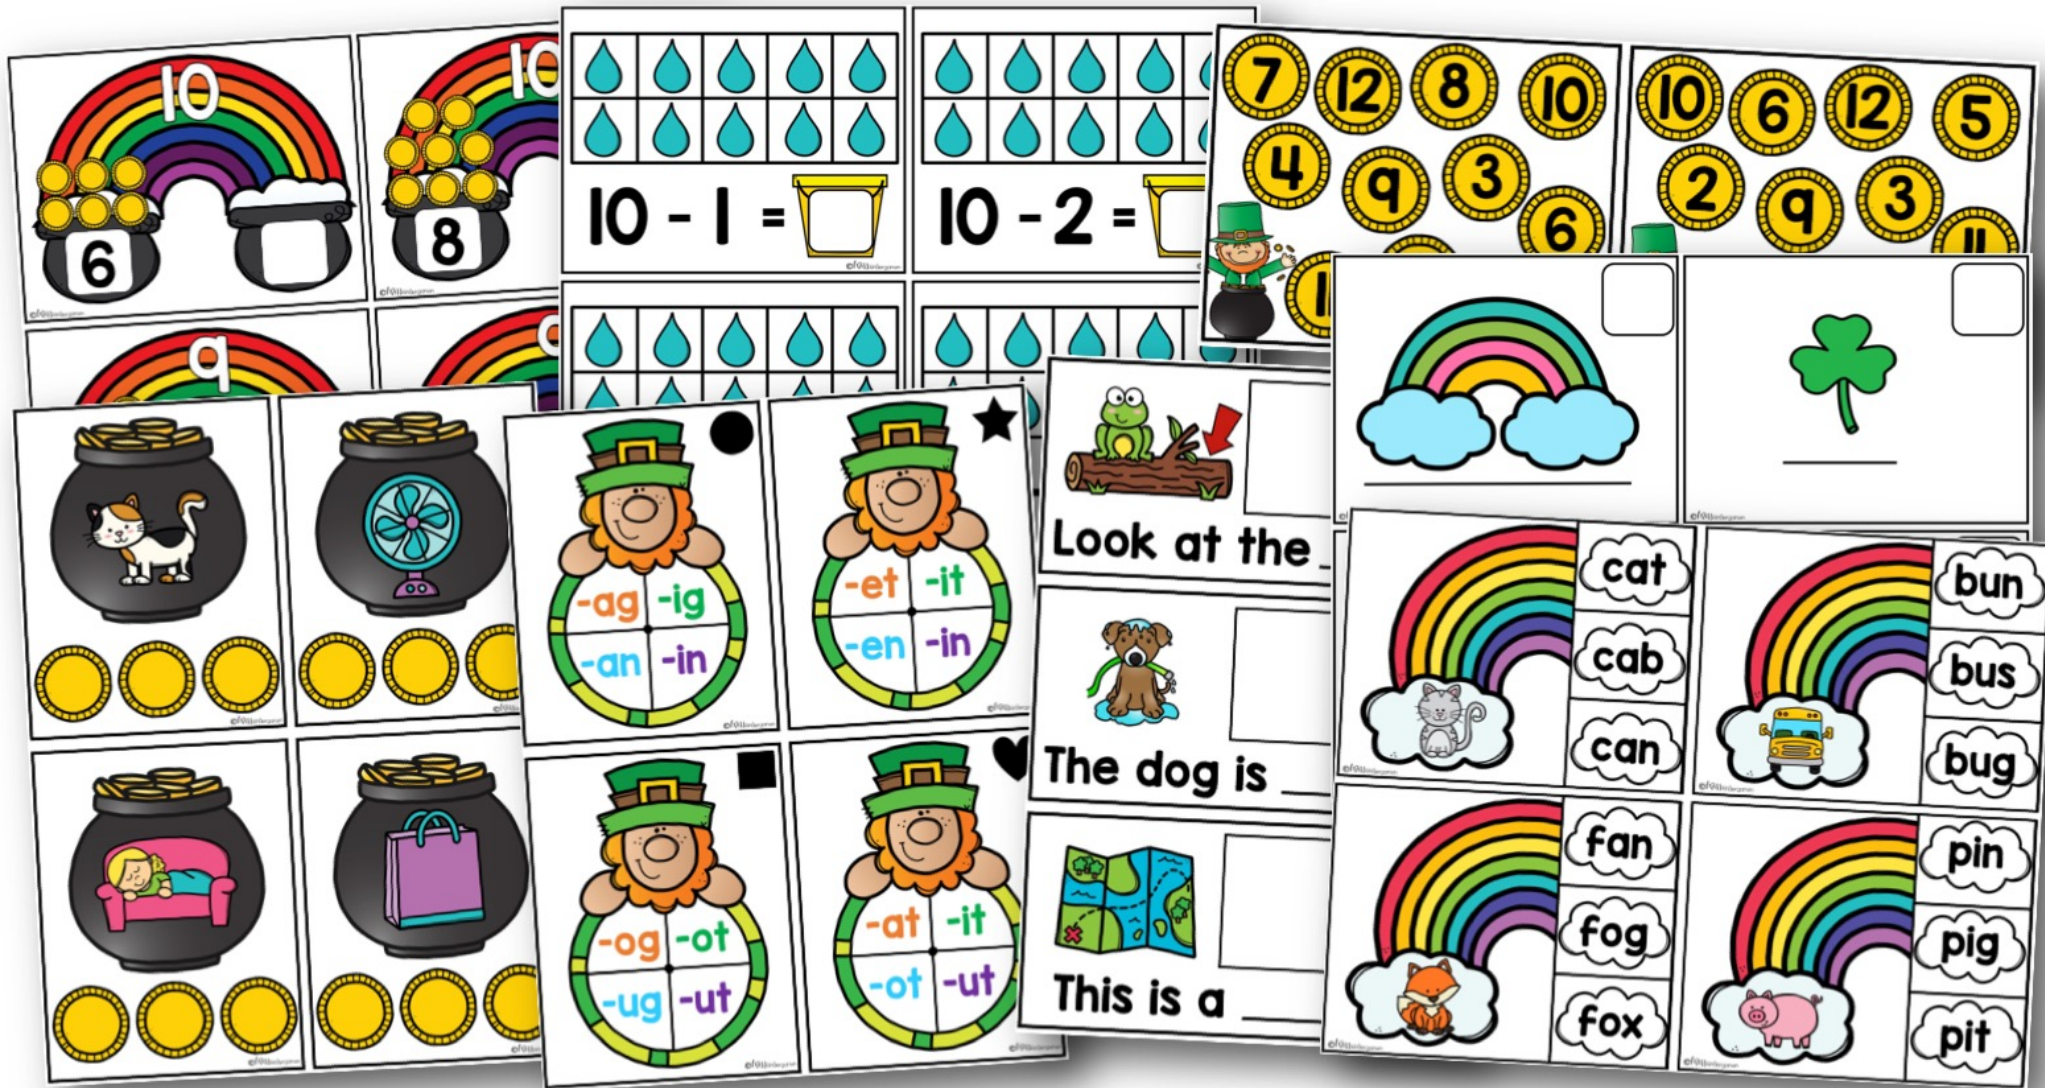 10
6
10
8
9
10 - 1 =
10 - 2 =
7 12 8 10
4 9 3
6
10 6 12 5
2 9 3
11
-ag -ig
-an -in
-et -it
-en -in
-og -ot
-ug -ut
-at -it
-ot -ut
Look at the _
The dog is __
This is a ___
cat
cab
can
bun
bus
bug
fan
fog
fox
pin
pig
pit